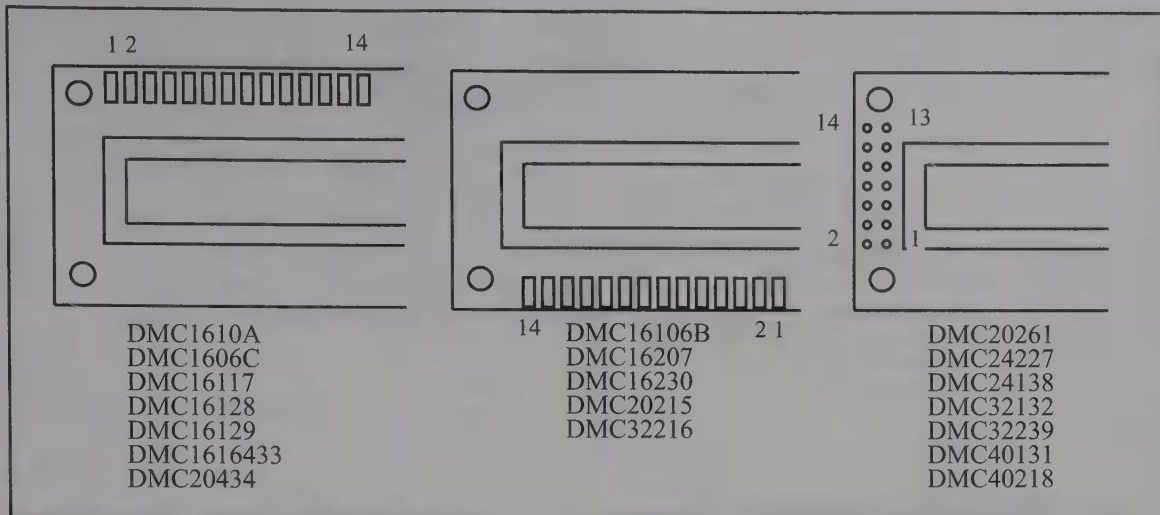 1 2 14
DMC1610A
DMC1606C
DMC16117
DMC16128
DMC16129
DMC1616433
DMC20434
14 2 1
DMC16106B
DMC16207
DMC16230
DMC20215
DMC32216
14 13
2 1
DMC20261
DMC24227
DMC24138
DMC32132
DMC32239
DMC40131
DMC40218